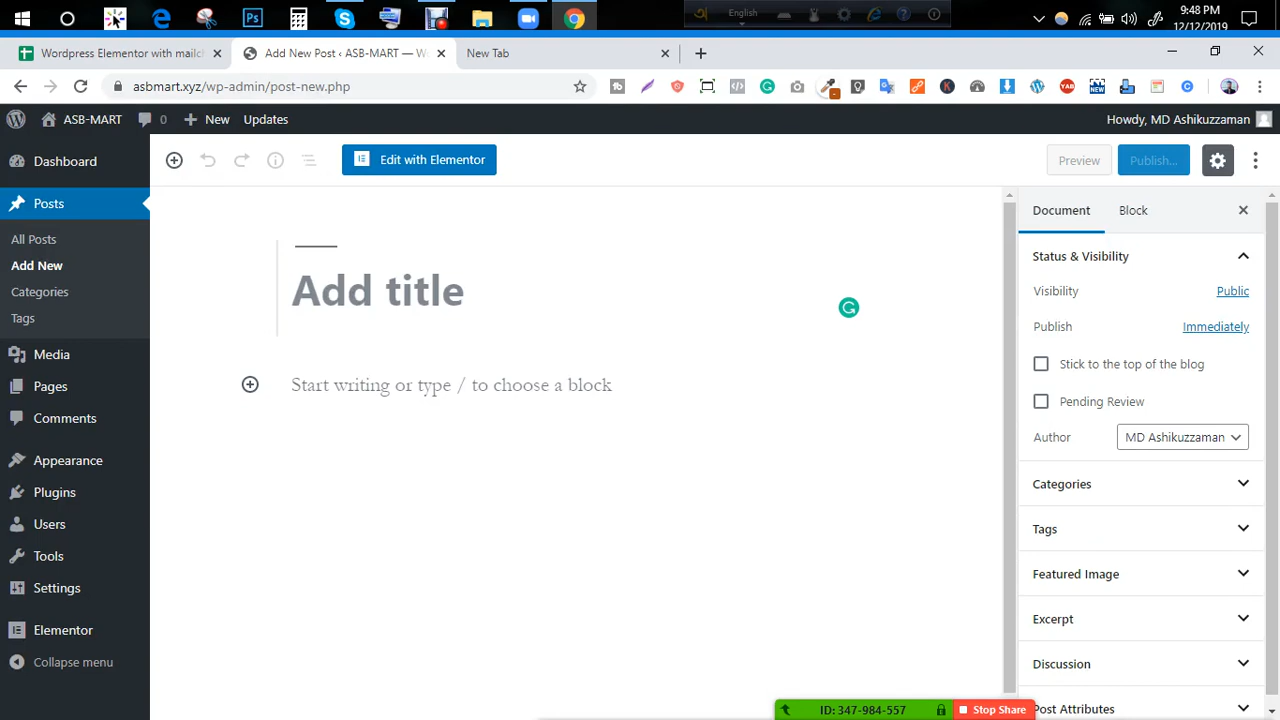 English
9:48 PM
12/12/2019
Wordpress Elementor with mailch
Add New Post ‹ ASB-MART — Wo
New Tab
asbmart.xyz/wp-admin/post-new.php
ASB-MART
0
New
Updates
Howdy, MD Ashikuzzaman
Dashboard
Posts
All Posts
Add New
Categories
Tags
Media
Pages
Comments
Appearance
Plugins
Users
Tools
Settings
Elementor
Collapse menu
Edit with Elementor
Preview
Publish...
Add title
Start writing or type / to choose a block
Document
Block
Status & Visibility
Visibility
Public
Publish
Immediately
Stick to the top of the blog
Pending Review
Author
MD Ashikuzzaman
Categories
Tags
Featured Image
Excerpt
Discussion
Post Attributes
ID: 347-984-557
Stop Share